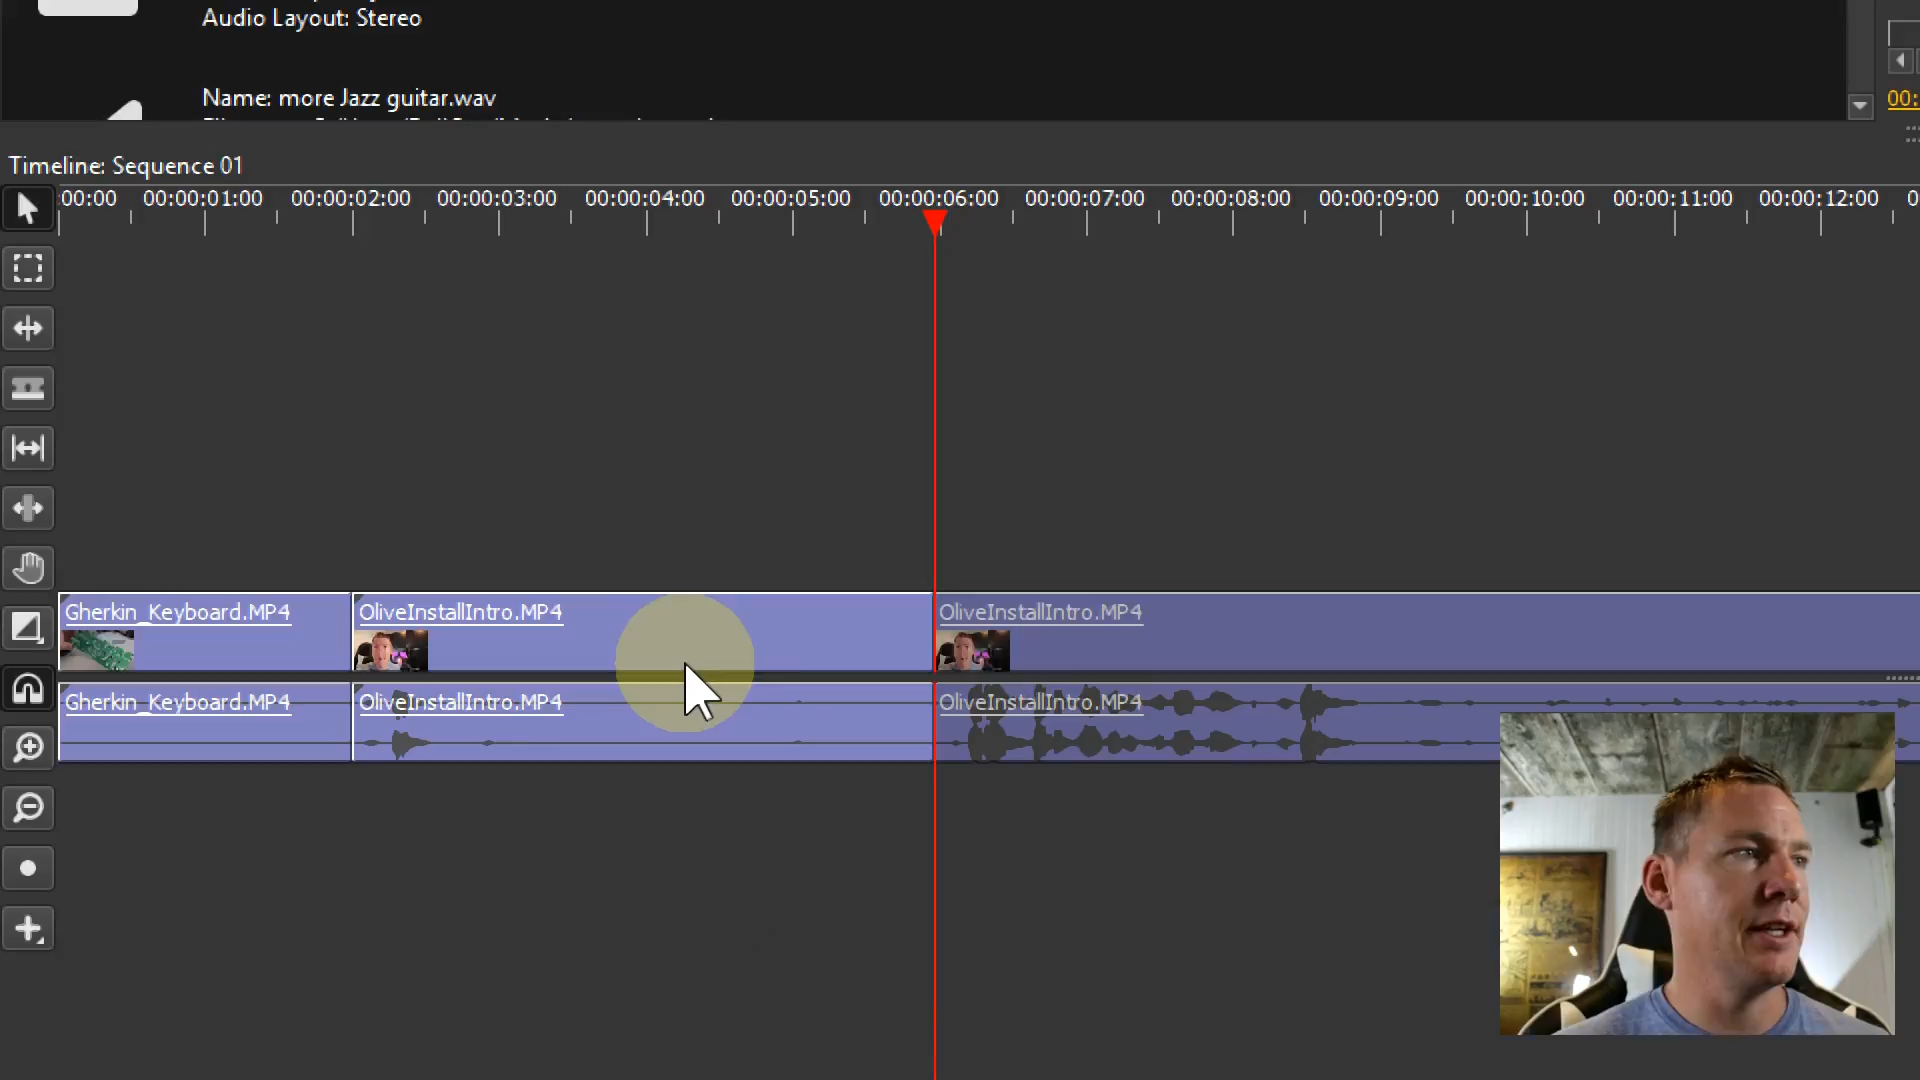 Audio Layout: Stereo
Name: more Jazz guitar.wav
00:
Timeline: Sequence 01
:00:00 00:00:01:00 00:00:02:00 00:00:03:00 00:00:04:00 00:00:05:00 00:00:06:00 00:00:07:00 00:00:08:00 00:00:09:00 00:00:10:00 00:00:11:00 00:00:12:00 0
Gherkin_Keyboard.MP4 OliveInstallIntro.MP4 OliveInstallIntro.MP4
Gherkin_Keyboard.MP4 OliveInstallIntro.MP4 OliveInstallIntro.MP4